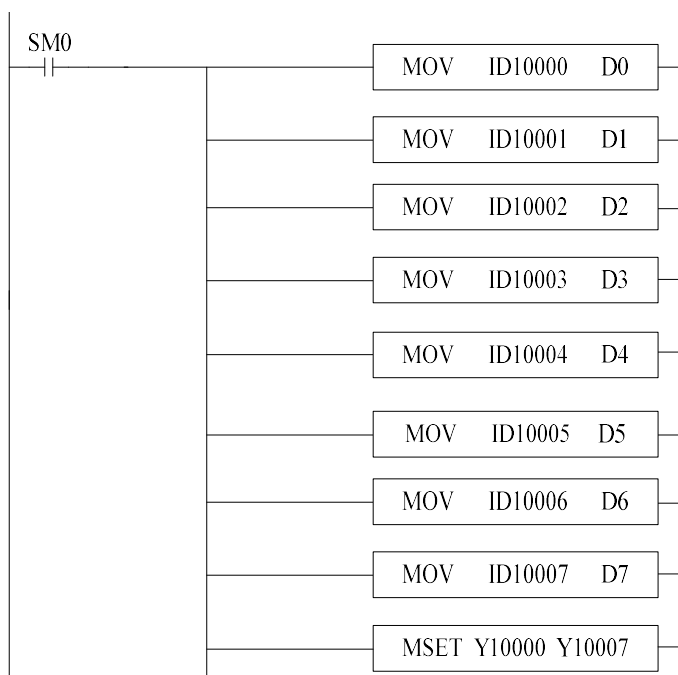 SM0
MOV ID10000 D0
MOV ID10001 D1
MOV ID10002 D2
MOV ID10003 D3
MOV ID10004 D4
MOV ID10005 D5
MOV ID10006 D6
MOV ID10007 D7
MSET Y10000 Y10007